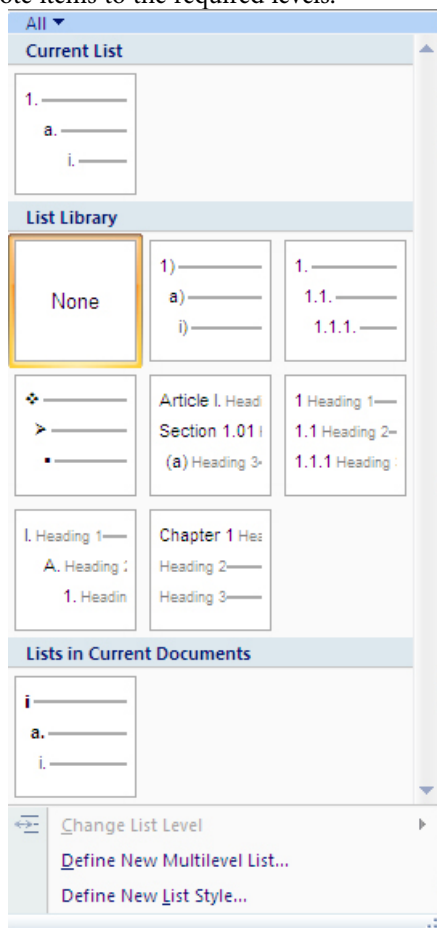 ote items to the required levels.
All
Current List
1.
a.
i.
List Library
None
1)
a)
i)
1.
1.1.
1.1.1.
Article I. Head
Section 1.01
(a) Heading 3
1 Heading 1
1.1 Heading 2
1.1.1 Heading
I. Heading 1
A. Heading 2
1. Headin
Chapter 1 Hea
Heading 2
Heading 3
Lists in Current Documents
i
a.
i.
Change List Level
Define New Multilevel List...
Define New List Style...